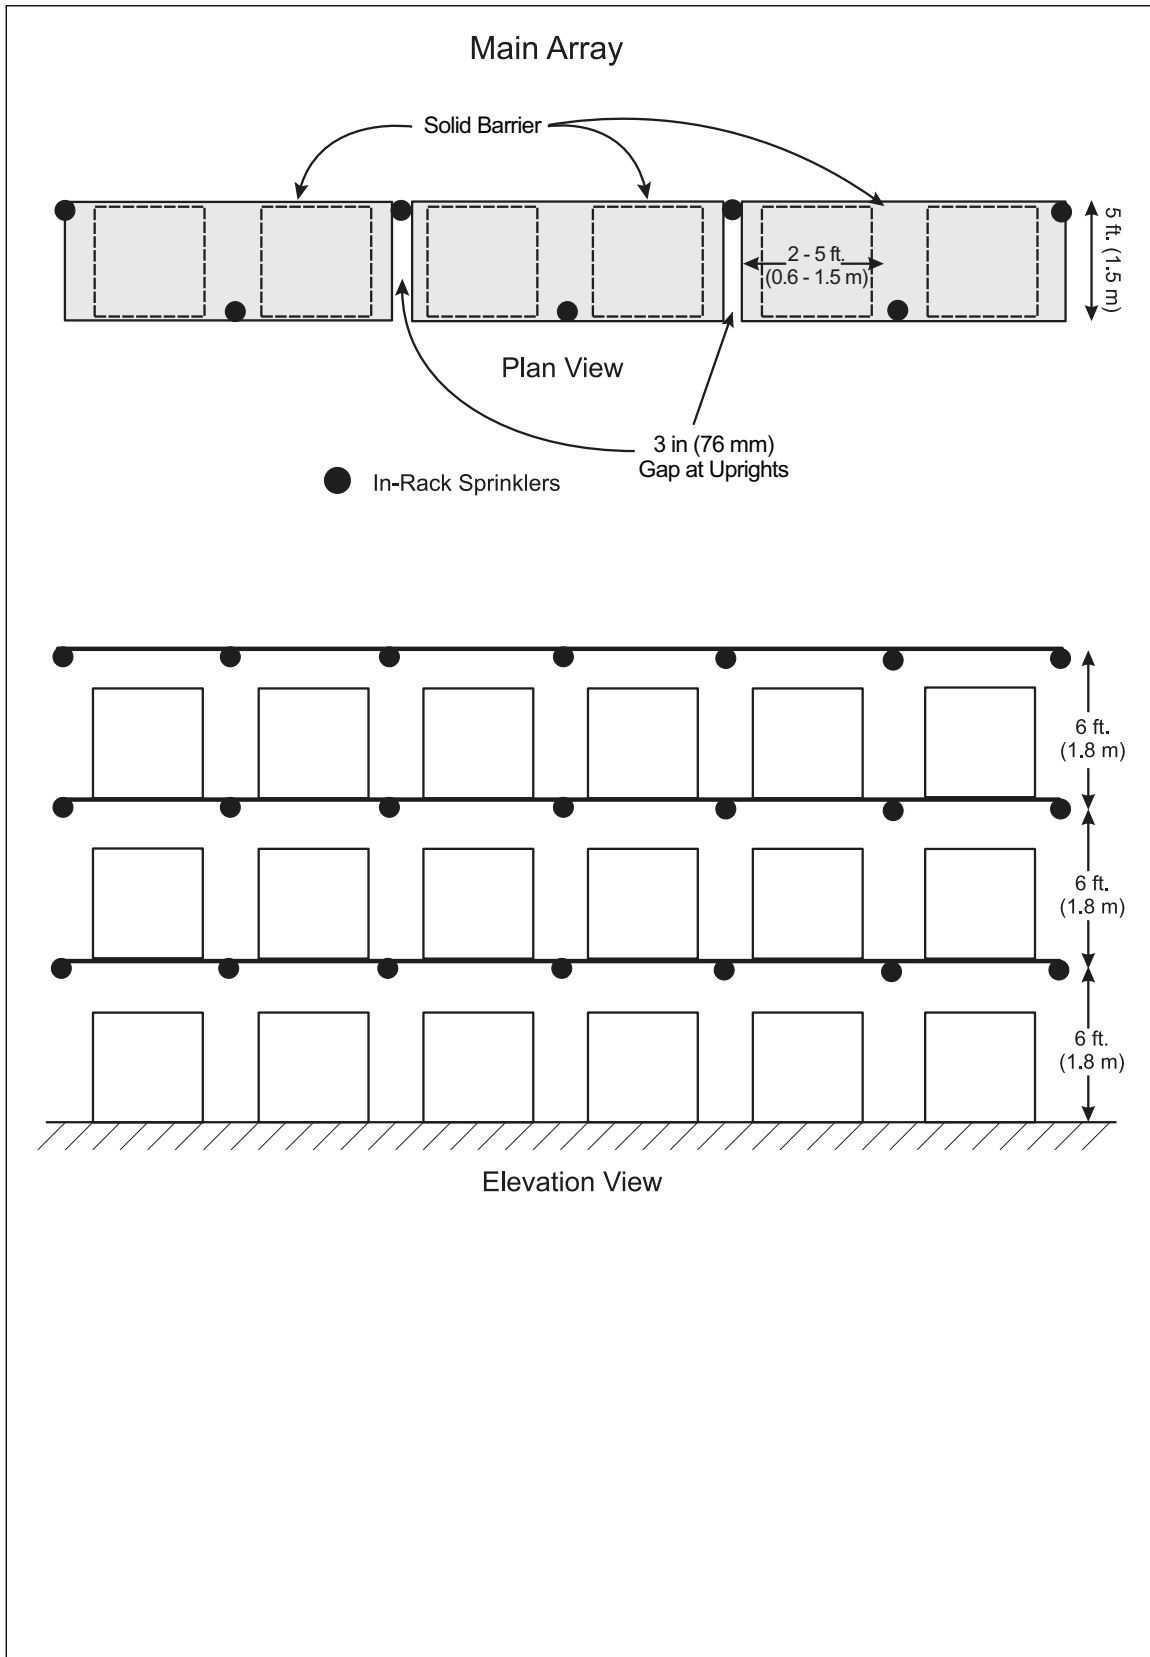 Main Array
Solid Barrier
5 ft. (1.5 m)
2 - 5 ft.
(0.6 - 1.5 m)
Plan View
3 in (76 mm)
Gap at Uprights
In-Rack Sprinklers
6 ft.
(1.8 m)
6 ft.
(1.8 m)
6 ft.
(1.8 m)
Elevation View